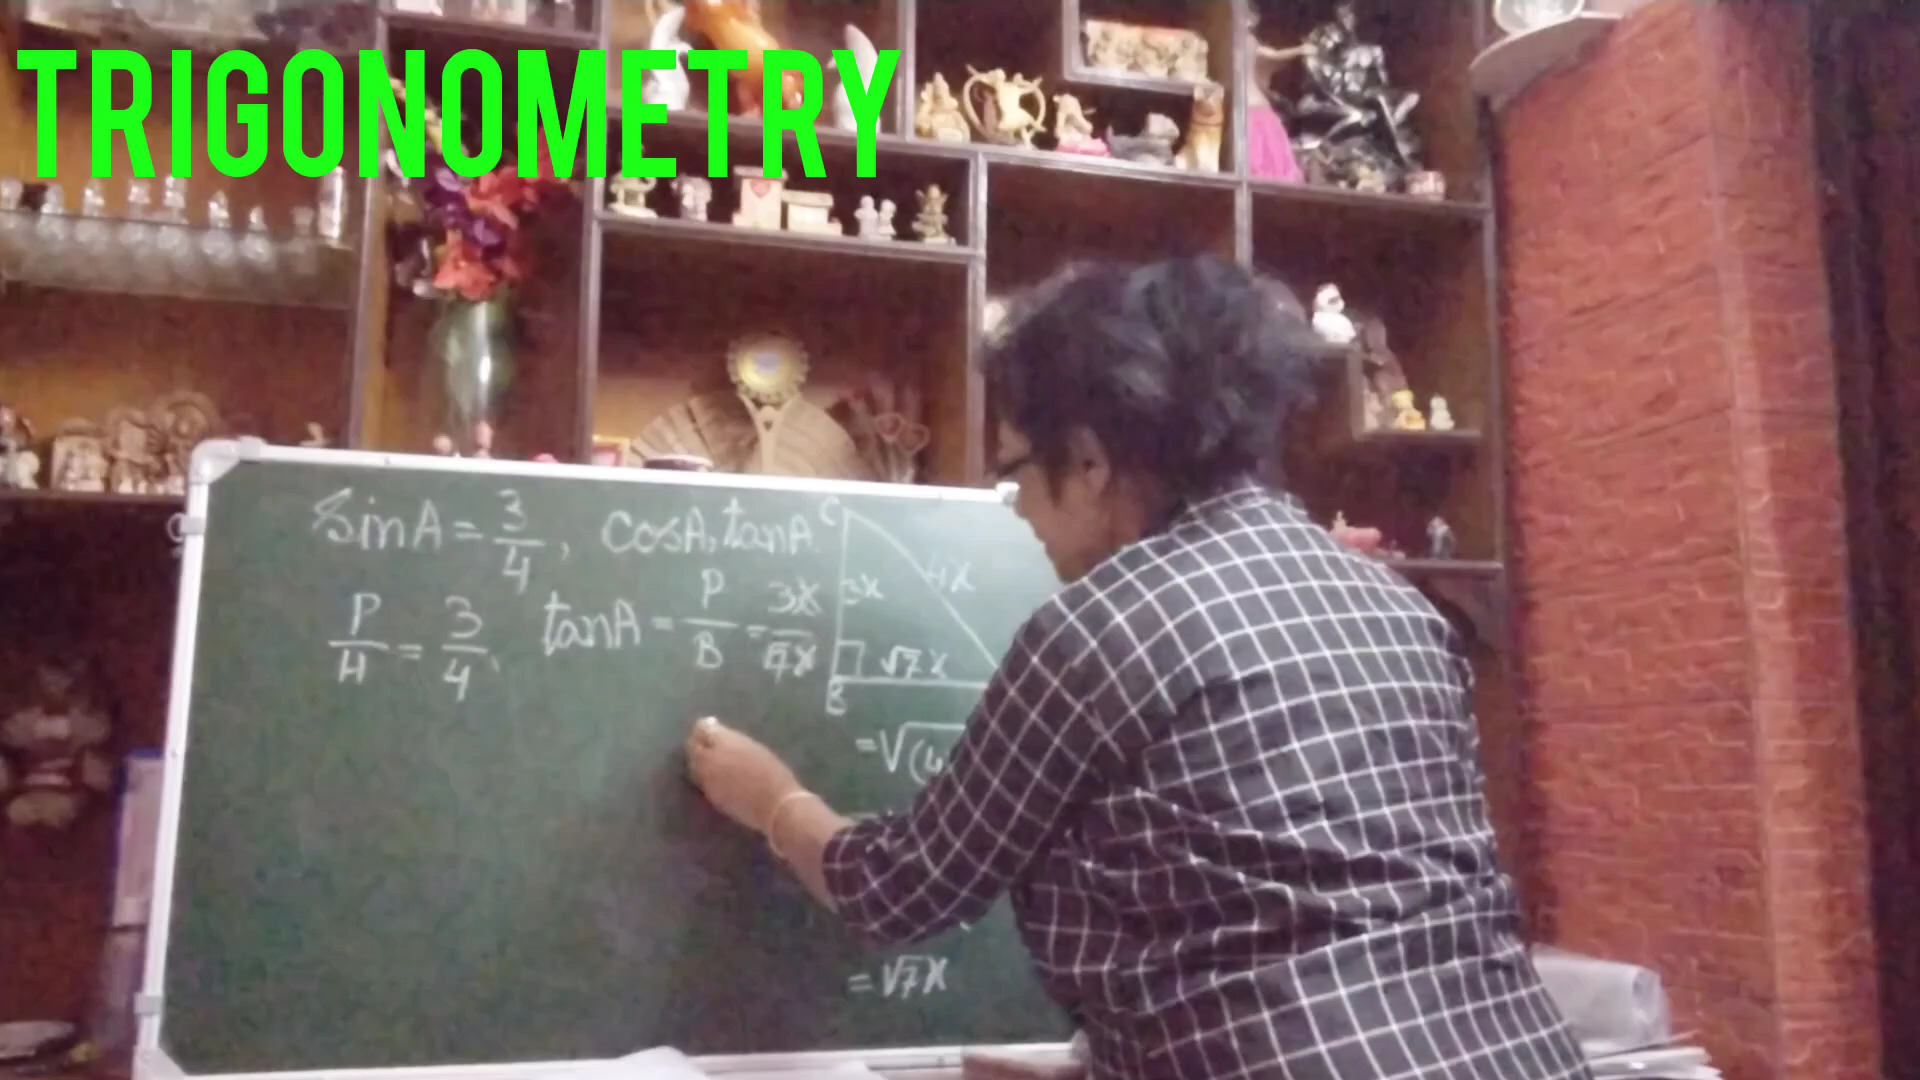 TRIGONOMETRY
sinA = 3/4, cosA, tanA.
P/H = 3/4, tanA = P/B = 3x/√7x
C
3x
4x
√7x
B
= √(4
= √7x